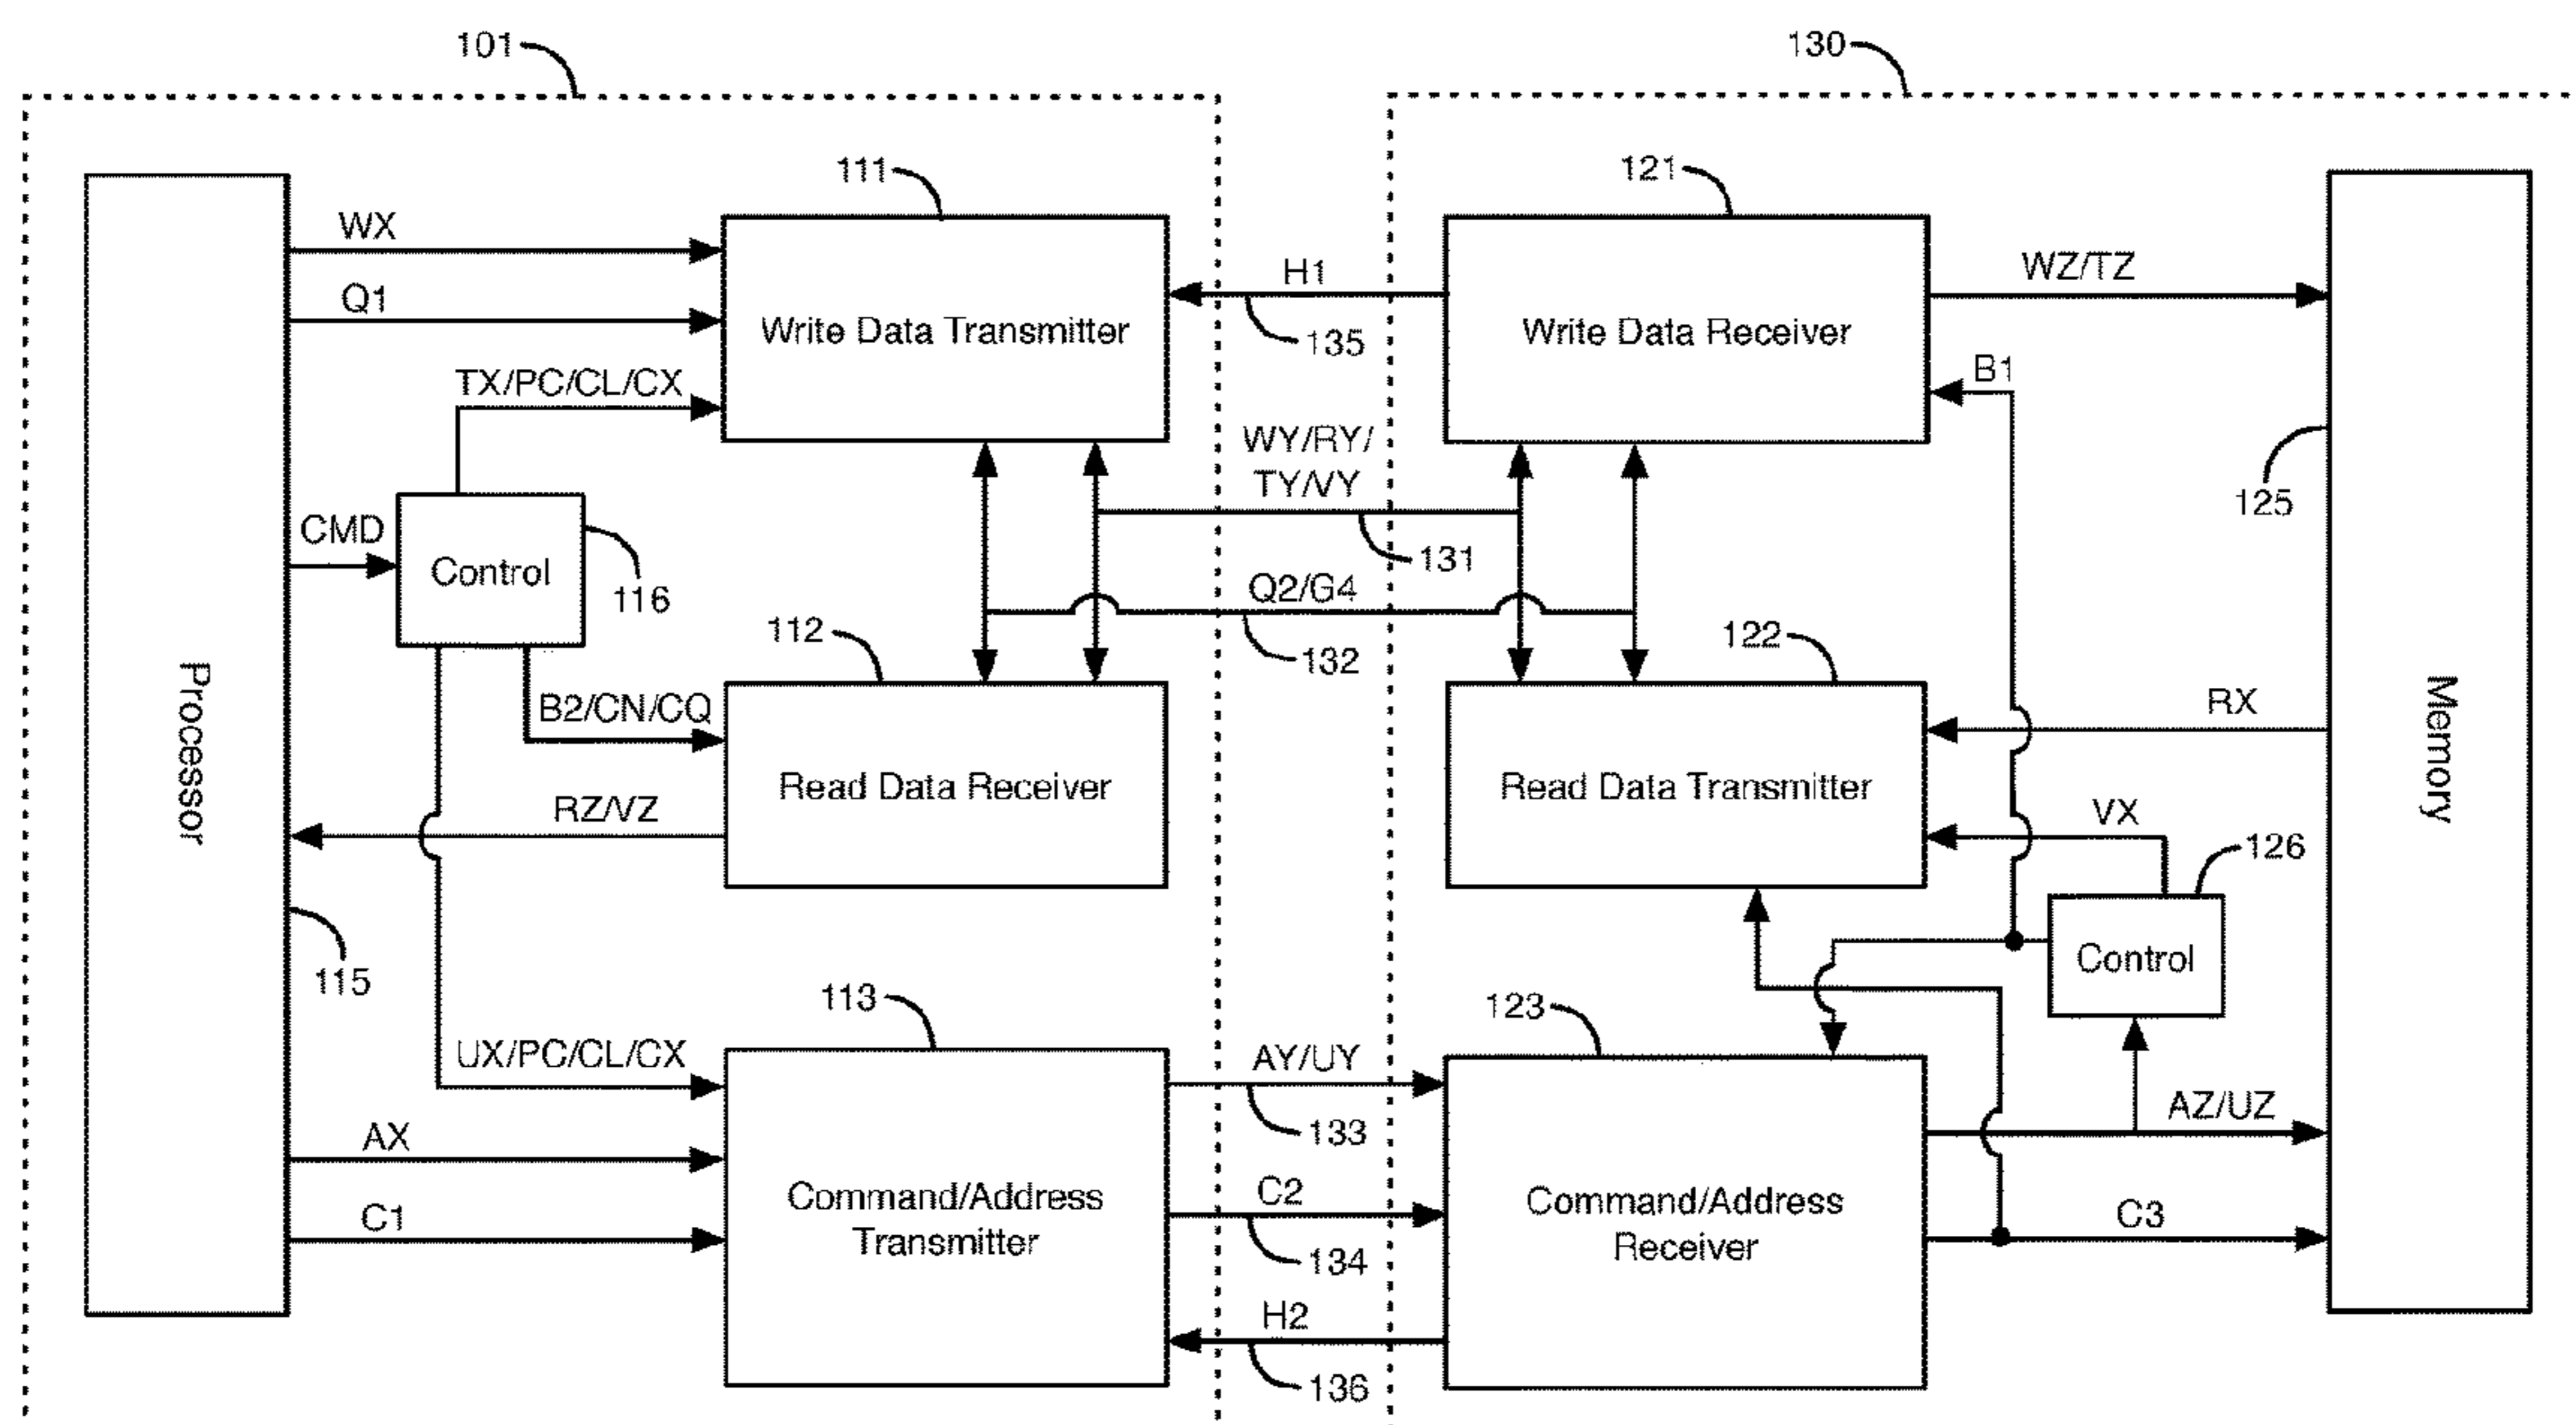 101
130
111
121
WX
Q1
H1
135
WZ/TZ
Write Data Transmitter
Write Data Receiver
B1
TX/PC/CL/CX
WY/RY/
TY/VY
131
125
CMD
Control
116
Q2/G4
132
112
122
Processor
Memory
B2/CN/CQ
RX
Read Data Receiver
Read Data Transmitter
RZ/VZ
VX
126
115
Control
113
123
UX/PC/CL/CX
AY/UY
133
AZ/UZ
AX
Command/Address
Transmitter
C2
134
Command/Address
Receiver
C1
C3
H2
136